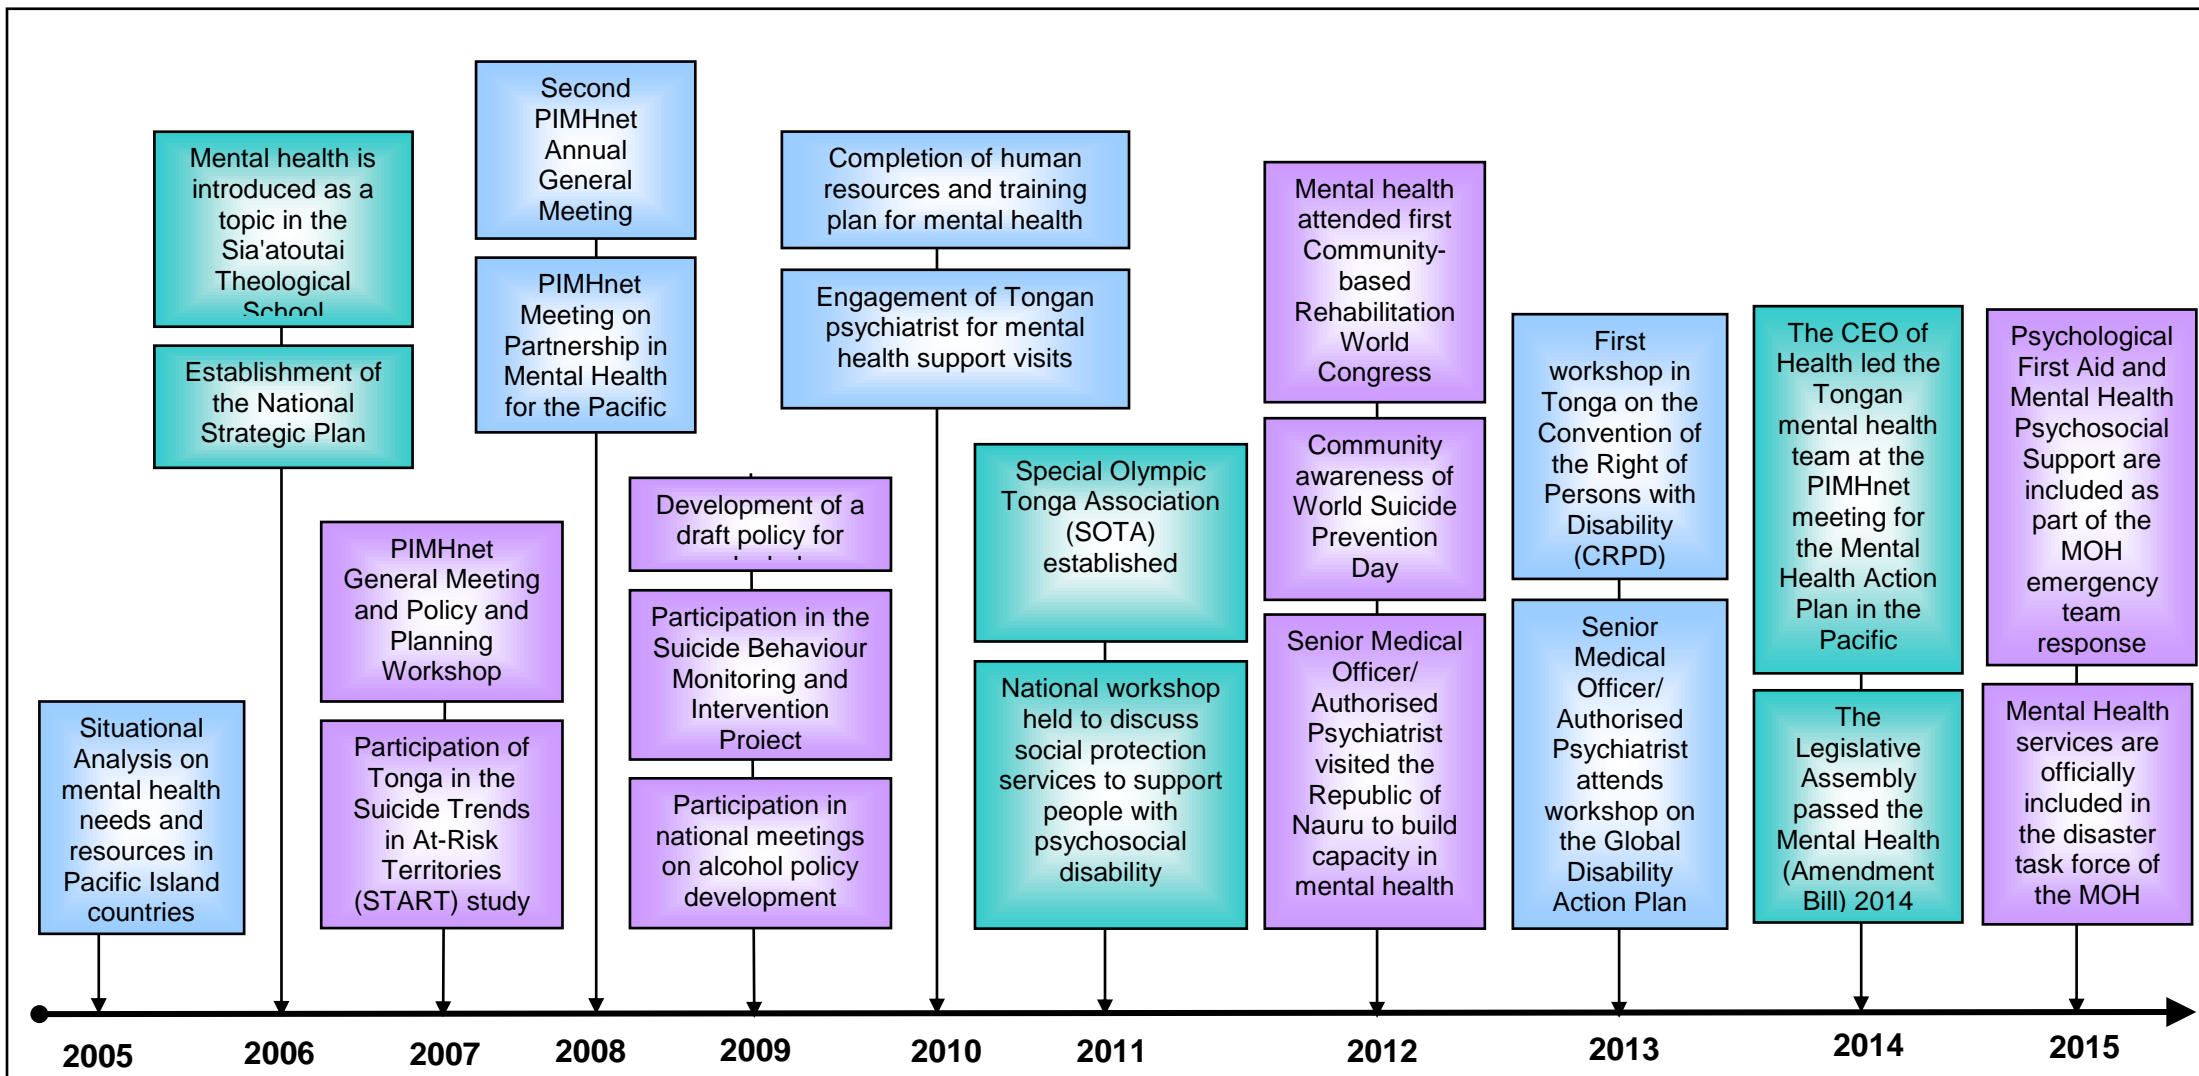 Mental health is
introduced as a
topic in the
Sia'atoutai
Theological
School
Establishment of
the National
Strategic Plan
Second
PIMHnet
Annual
General
Meeting
PIMHnet
Meeting on
Partnership in
Mental Health
for the Pacific
Completion of human
resources and training
plan for mental health
Engagement of Tongan
psychiatrist for mental
health support visits
Mental health
attended first
Community-
based
Rehabilitation
World
Congress
Community
awareness of
World Suicide
Prevention
Day
Senior Medical
Officer/
Authorised
Psychiatrist
visited the
Republic of
Nauru to build
capacity in
mental health
First
workshop in
Tonga on the
Convention of
the Right of
Persons with
Disability
(CRPD)
Senior
Medical
Officer/
Authorised
Psychiatrist
attends
workshop on
the Global
Disability
Action Plan
The CEO of
Health led the
Tongan
mental health
team at the
PIMHnet
meeting for
the Mental
Health Action
Plan in the
Pacific
The
Legislative
Assembly
passed the
Mental Health
(Amendment
Bill) 2014
Psychological
First Aid and
Mental Health
Psychosocial
Support are
included as
part of the
MOH
emergency
team
response
Mental Health
services are
officially
included in
the disaster
task force of
the MOH
Situational
Analysis on
mental health
needs and
resources in
Pacific Island
countries
PIMHnet
General Meeting
and Policy and
Planning
Workshop
Participation of
Tonga in the
Suicide Trends
in At-Risk
Territories
(START) study
Development of a
draft policy for
Participation in the
Suicide Behaviour
Monitoring and
Intervention
Project
Participation in
national meetings
on alcohol policy
development
Special Olympic
Tonga Association
(SOTA)
established
National workshop
held to discuss
social protection
services to support
people with
psychosocial
disability
2005
2006
2007
2008
2009
2010
2011
2012
2013
2014
2015